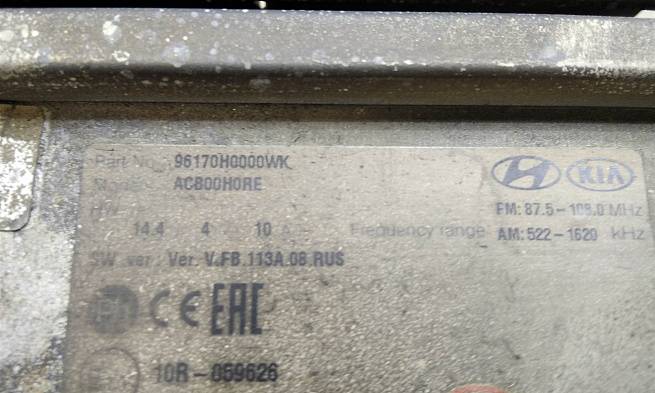 Part No. 96170H0000WK
Model ACB00H0RE
HYUNDAI KIA
H/W
FM: 87.5-108.0 MHz
14.4 4 10 A Frequency range AM: 522-1620 kHz
SW ver : Ver. V.FB.113A.08.RUS
CE EAC
10R-059626